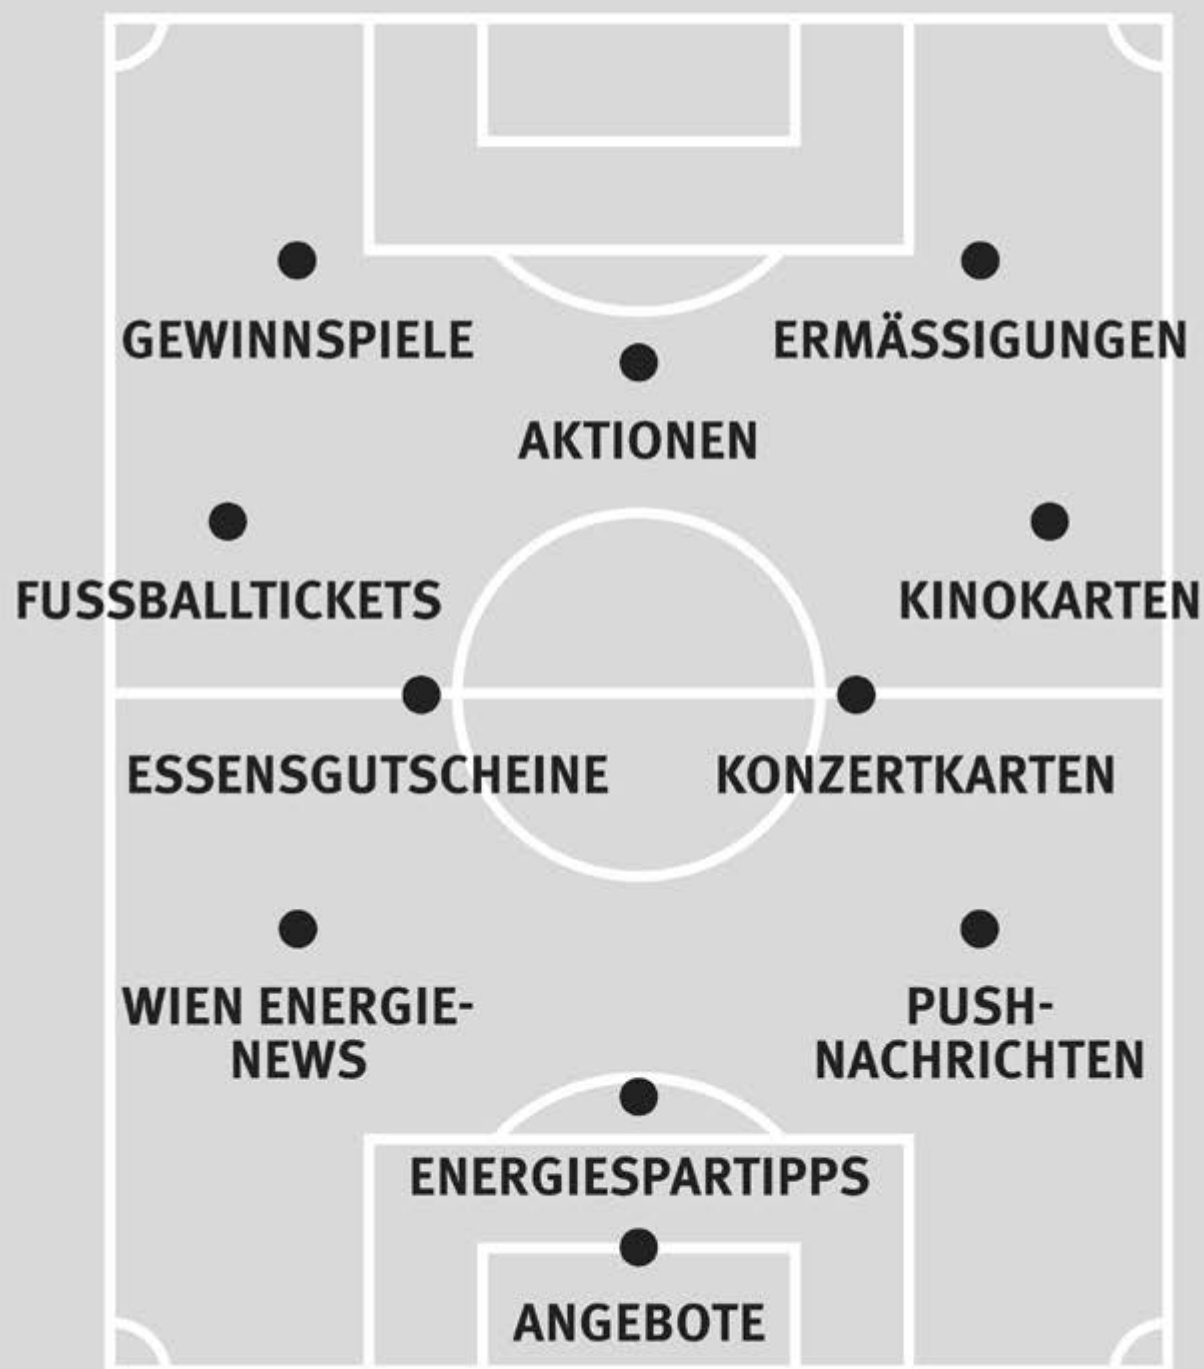 GEWINNSPIELE
ERMÄSSIGUNGEN
AKTIONEN
FUSSBALLTICKETS
KINOKARTEN
ESSENSGUTSCHEINE
KONZERTKARTEN
WIEN ENERGIE-
NEWS
PUSH-
NACHRICHTEN
ENERGIESPARTIPPS
ANGEBOTE